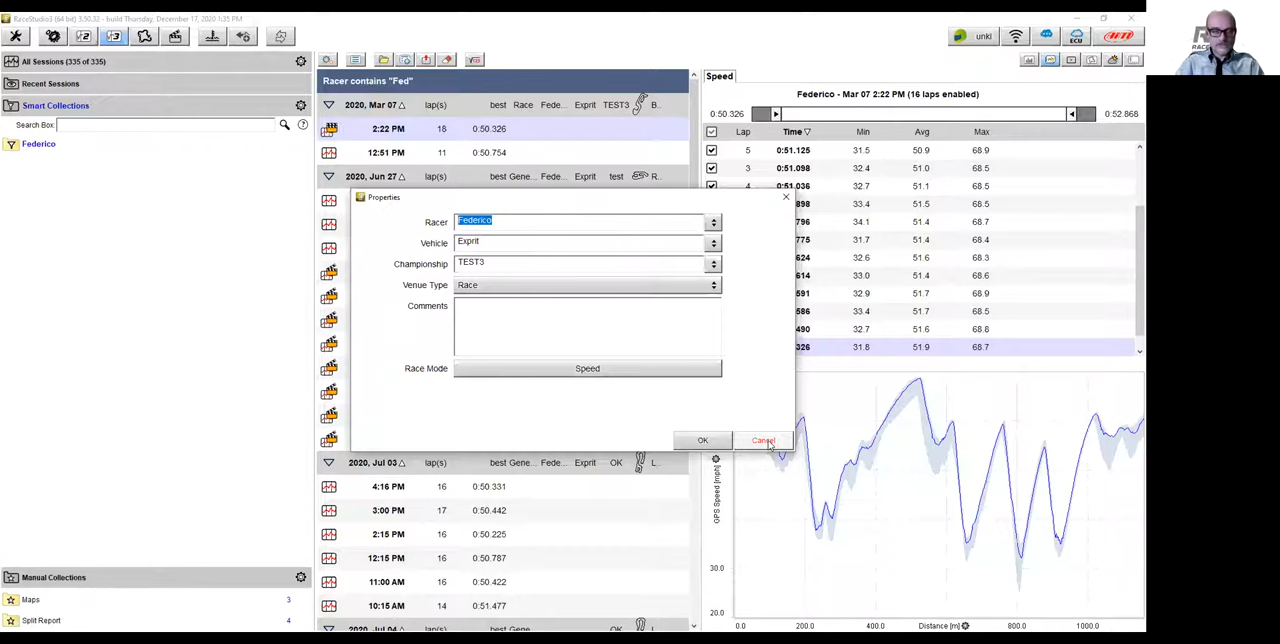 RaceStudio3 (64 bit) 3.50.32 - build Thursday, December 17, 2020 1:35 PM
2 3
unki ECU AiM
All Sessions (335 of 335)
Recent Sessions
Smart Collections
Search Box:
Federico
Manual Collections
Maps 3
Split Report 4
Racer contains "Fed"
2020, Mar 07 lap(s) best Race Fede... Exprit TEST3 B...
2:22 PM 18 0:50.326
12:51 PM 11 0:50.754
2020, Jun 27 lap(s) best Gene... Fede... Exprit test R...
2020, Jul 03 lap(s) best Gene... Fede... Exprit OK L...
4:16 PM 16 0:50.331
3:00 PM 17 0:50.442
2:15 PM 16 0:50.225
12:15 PM 16 0:50.787
11:00 AM 16 0:50.422
10:15 AM 14 0:51.477
2020, Jul 04 lap(s) best Gene... Fede... Exprit OK
Properties
Racer Federico
Vehicle Exprit
Championship TEST3
Venue Type Race
Comments
Race Mode Speed
OK Cancel
Speed
Federico - Mar 07 2:22 PM (16 laps enabled)
0:50.326 0:52.868
Lap Time Min Avg Max
5 0:51.125 31.5 50.9 68.9
3 0:51.098 32.4 51.0 68.5
4 0:51.036 32.7 51.1 68.5
898 33.4 51.5 68.5
796 34.1 51.4 68.7
775 31.7 51.4 68.4
624 32.6 51.6 68.3
614 33.0 51.4 68.6
591 32.9 51.7 68.9
586 33.4 51.7 68.5
490 32.7 51.6 68.8
326 31.8 51.9 68.7
GPS Speed [mph]
30.0
20.0
0.0 200.0 400.0 Distance [m] 800.0 1000.0